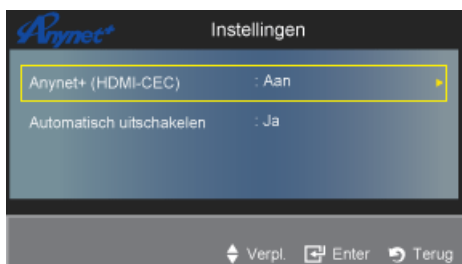 Anynet+ Instellingen
Anynet+ (HDMI-CEC) : Aan
Automatisch uitschakelen : Ja
Verpl. Enter Terug